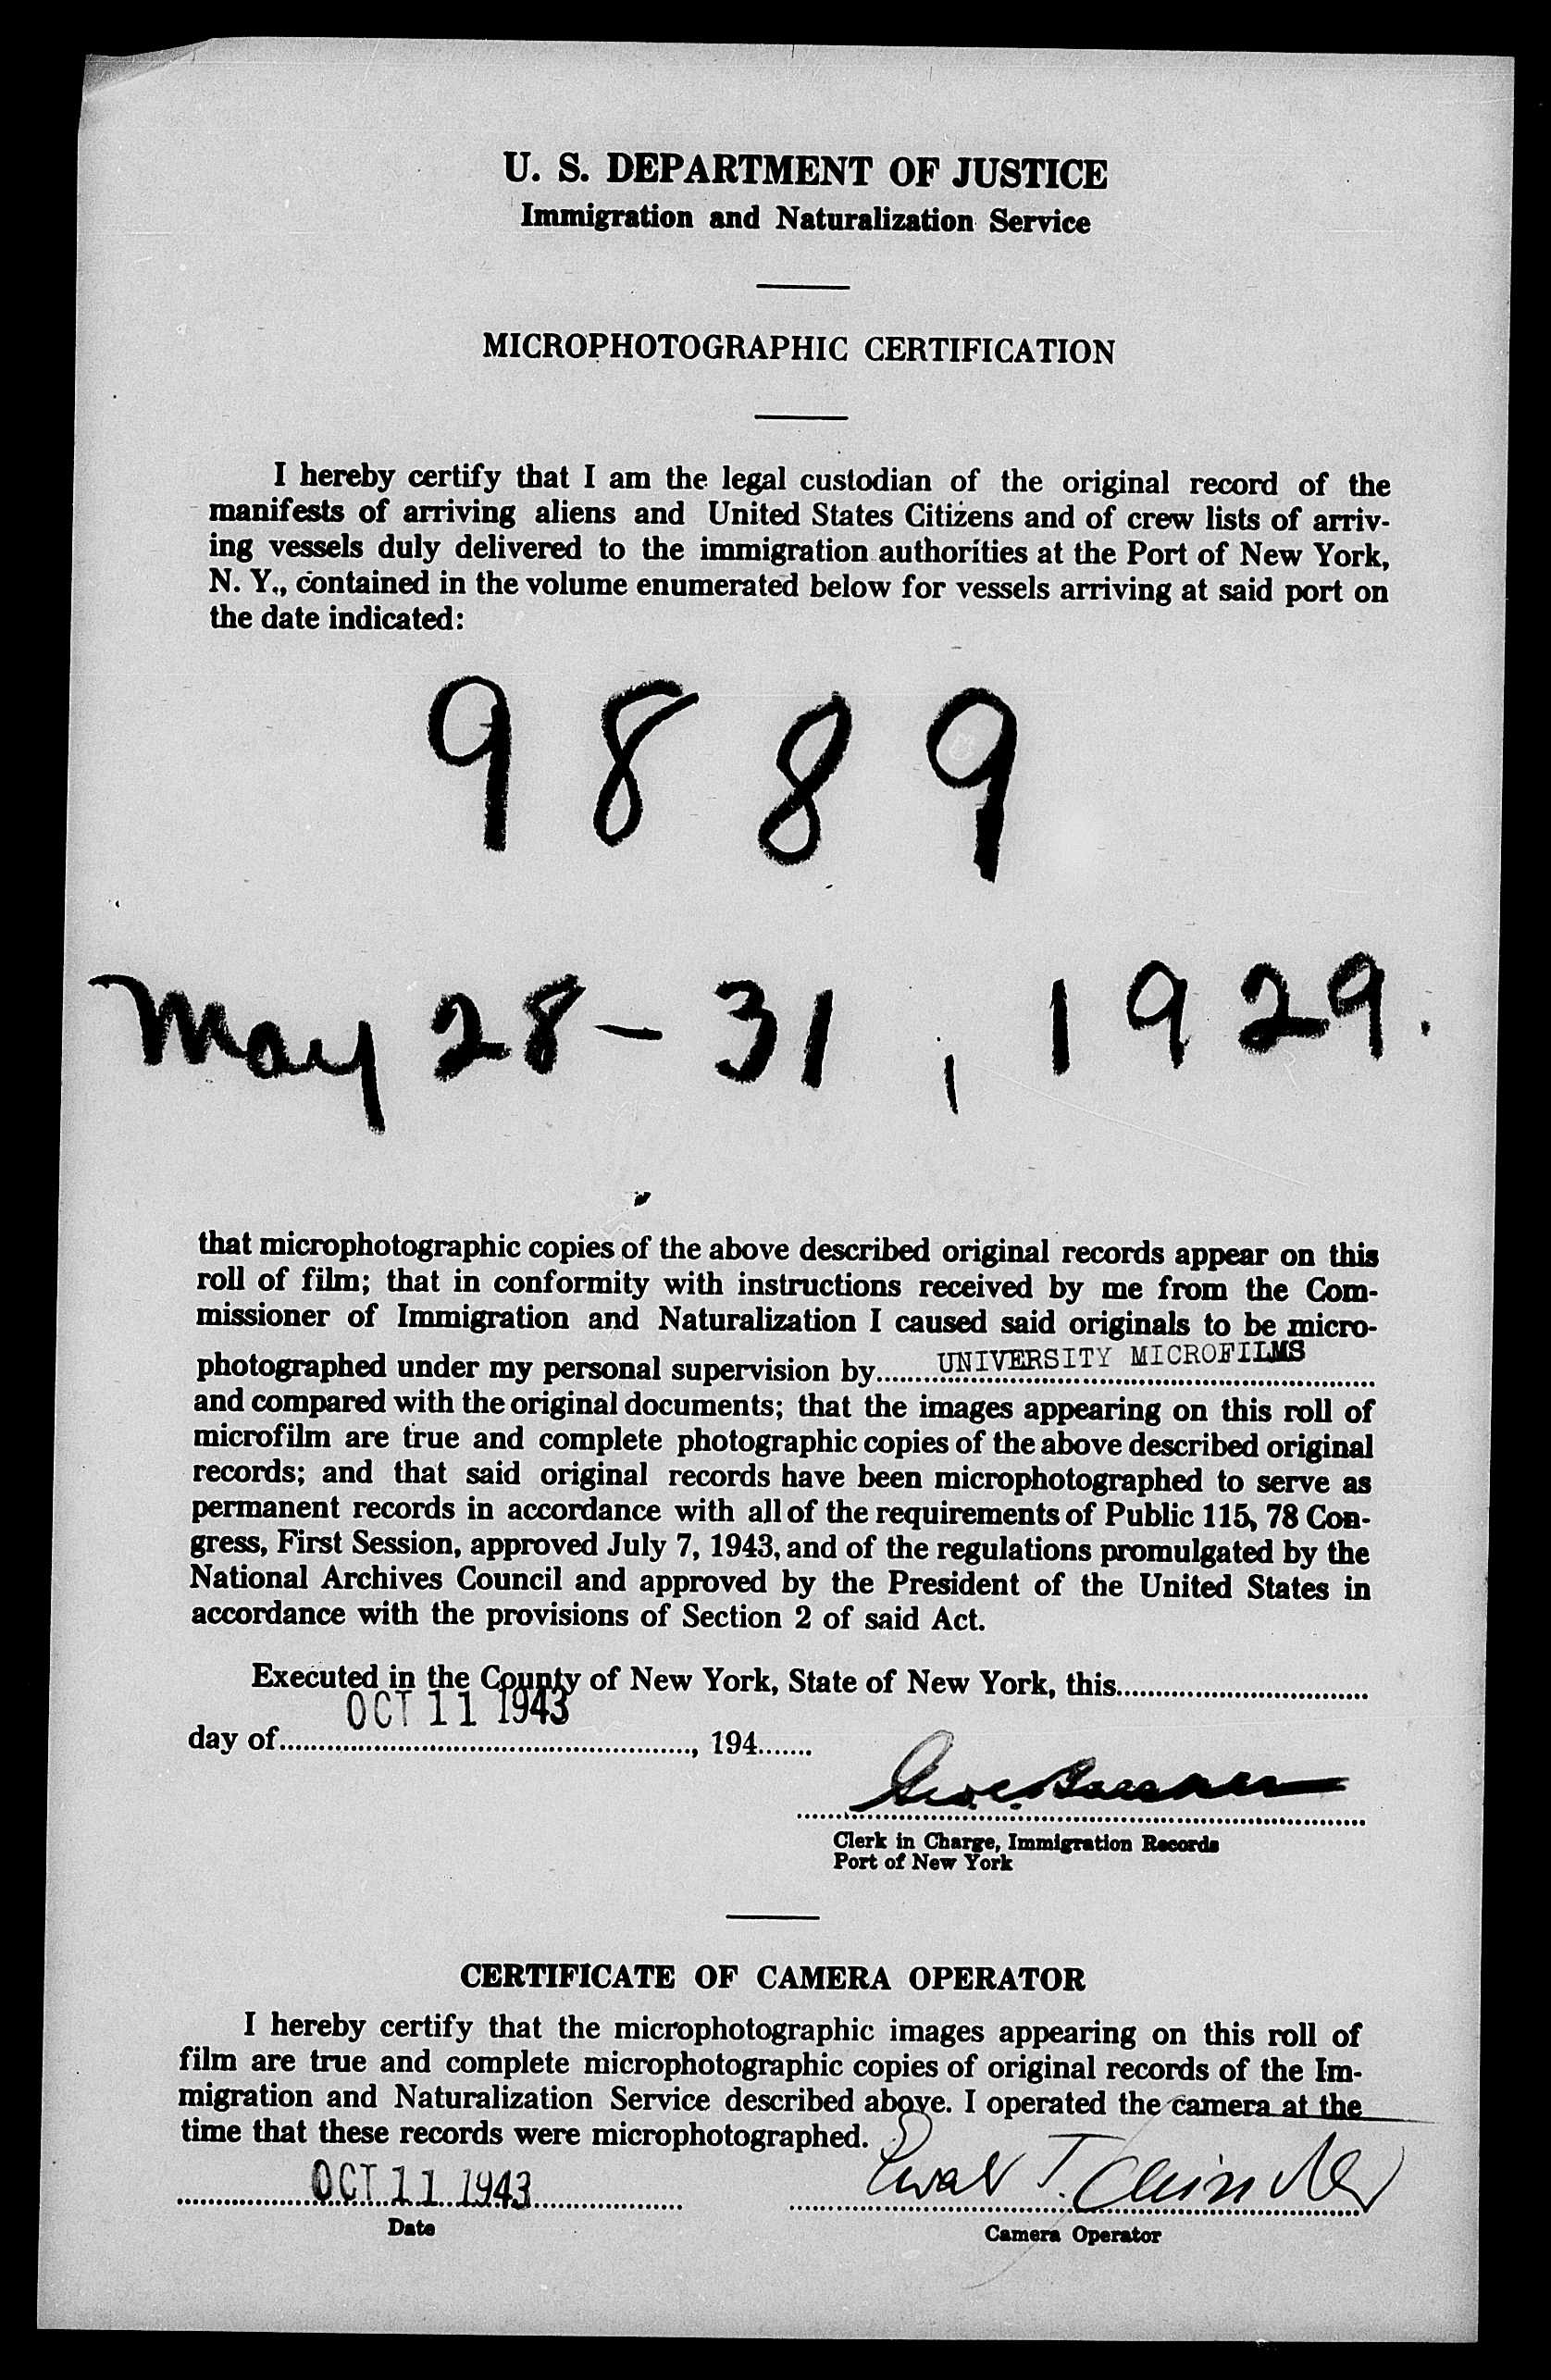 U. S. DEPARTMENT OF JUSTICE
Immigration and Naturalization Service
MICROPHOTOGRAPHIC CERTIFICATION
I hereby certify that I am the legal custodian of the original record of the
manifests of arriving aliens and United States Citizens and of crew lists of arriv-
ing vessels duly delivered to the immigration authorities at the Port of New York,
N. Y., contained in the volume enumerated below for vessels arriving at said port on
the date indicated:
9889
May 28-31, 1929.
that microphotographic copies of the above described original records appear on this
roll of film; that in conformity with instructions received by me from the Com-
missioner of Immigration and Naturalization I caused said originals to be micro-
photographed under my personal supervision by UNIVERSITY MICROFILMS
and compared with the original documents; that the images appearing on this roll of
microfilm are true and complete photographic copies of the above described original
records; and that said original records have been microphotographed to serve as
permanent records in accordance with all of the requirements of Public 115, 78 Con-
gress, First Session, approved July 7, 1943, and of the regulations promulgated by the
National Archives Council and approved by the President of the United States in
accordance with the provisions of Section 2 of said Act.
Executed in the County of New York, State of New York, this
OCT 11 1943
day of, 194
Clerk in Charge, Immigration Records
Port of New York
CERTIFICATE OF CAMERA OPERATOR
I hereby certify that the microphotographic images appearing on this roll of
film are true and complete microphotographic copies of original records of the Im-
migration and Naturalization Service described above. I operated the camera at the
time that these records were microphotographed.
OCT 11 1943
Date
Camera Operator